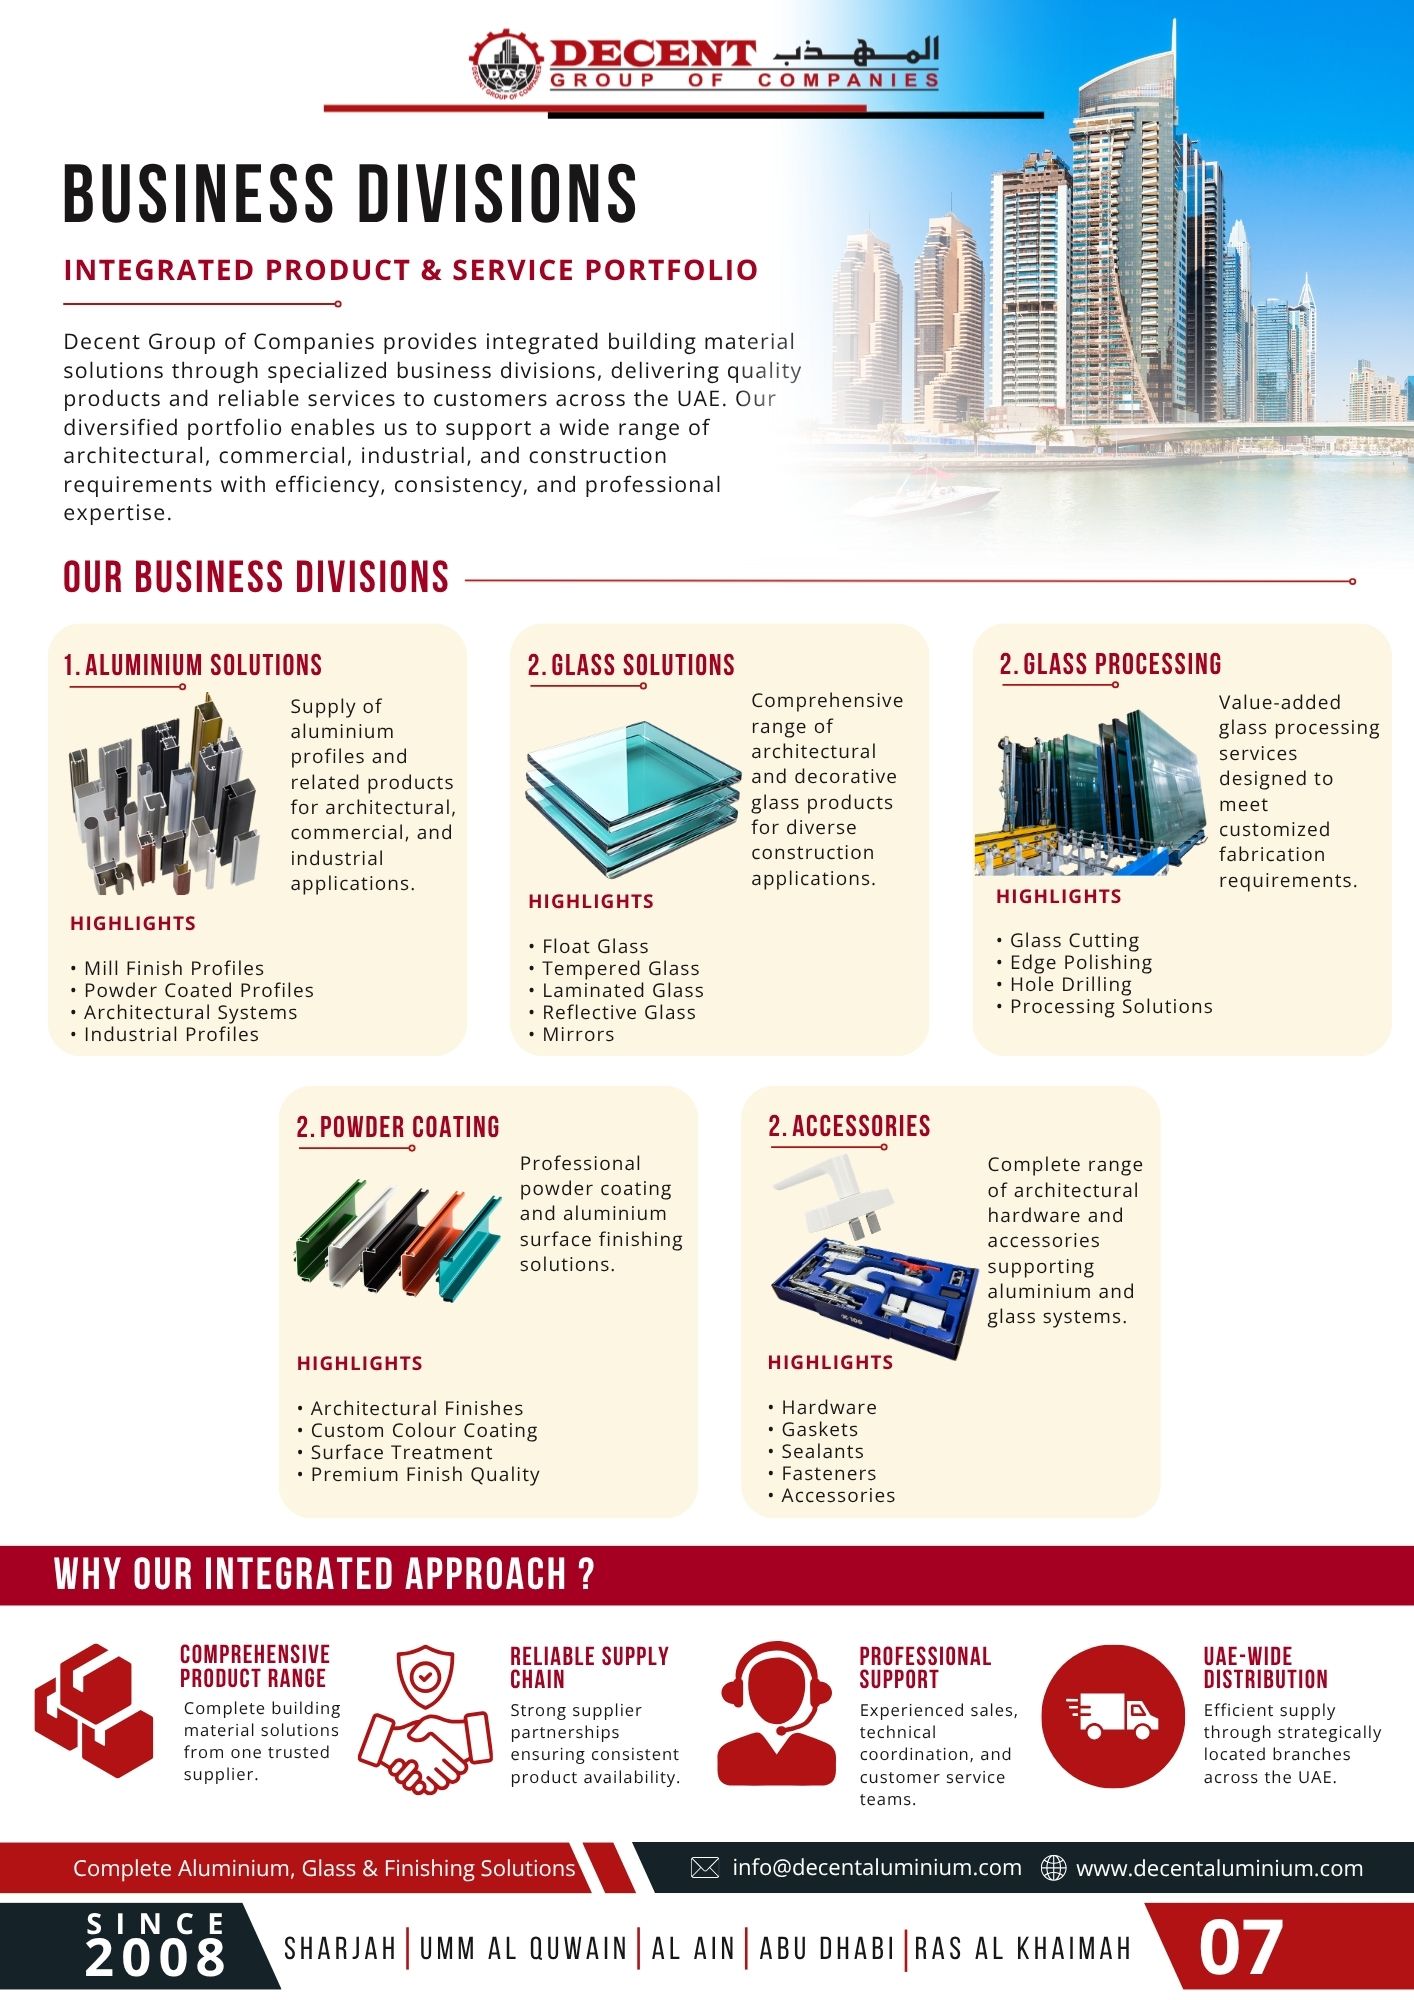 DECENT المهذب
GROUP OF COMPANIES
DAG
DECENT GROUP OF COMPANIES
BUSINESS DIVISIONS
INTEGRATED PRODUCT & SERVICE PORTFOLIO
Decent Group of Companies provides integrated building material
solutions through specialized business divisions, delivering quality
products and reliable services to customers across the UAE. Our
diversified portfolio enables us to support a wide range of
architectural, commercial, industrial, and construction
requirements with efficiency, consistency, and professional
expertise.
OUR BUSINESS DIVISIONS
1. ALUMINIUM SOLUTIONS
Supply of
aluminium
profiles and
related products
for architectural,
commercial, and
industrial
applications.
HIGHLIGHTS
• Mill Finish Profiles
• Powder Coated Profiles
• Architectural Systems
• Industrial Profiles
2. GLASS SOLUTIONS
Comprehensive
range of
architectural
and decorative
glass products
for diverse
construction
applications.
HIGHLIGHTS
• Float Glass
• Tempered Glass
• Laminated Glass
• Reflective Glass
• Mirrors
2. GLASS PROCESSING
Value-added
glass processing
services
designed to
meet
customized
fabrication
requirements.
HIGHLIGHTS
• Glass Cutting
• Edge Polishing
• Hole Drilling
• Processing Solutions
2. POWDER COATING
Professional
powder coating
and aluminium
surface finishing
solutions.
HIGHLIGHTS
• Architectural Finishes
• Custom Colour Coating
• Surface Treatment
• Premium Finish Quality
2. ACCESSORIES
Complete range
of architectural
hardware and
accessories
supporting
aluminium and
glass systems.
K-100
HIGHLIGHTS
• Hardware
• Gaskets
• Sealants
• Fasteners
• Accessories
WHY OUR INTEGRATED APPROACH ?
COMPREHENSIVE
PRODUCT RANGE
Complete building
material solutions
from one trusted
supplier.
RELIABLE SUPPLY
CHAIN
Strong supplier
partnerships
ensuring consistent
product availability.
PROFESSIONAL
SUPPORT
Experienced sales,
technical
coordination, and
customer service
teams.
UAE-WIDE
DISTRIBUTION
Efficient supply
through strategically
located branches
across the UAE.
Complete Aluminium, Glass & Finishing Solutions
info@decentaluminium.com
www.decentaluminium.com
SINCE
2008
SHARJAH | UMM AL QUWAIN | AL AIN | ABU DHABI | RAS AL KHAIMAH
07